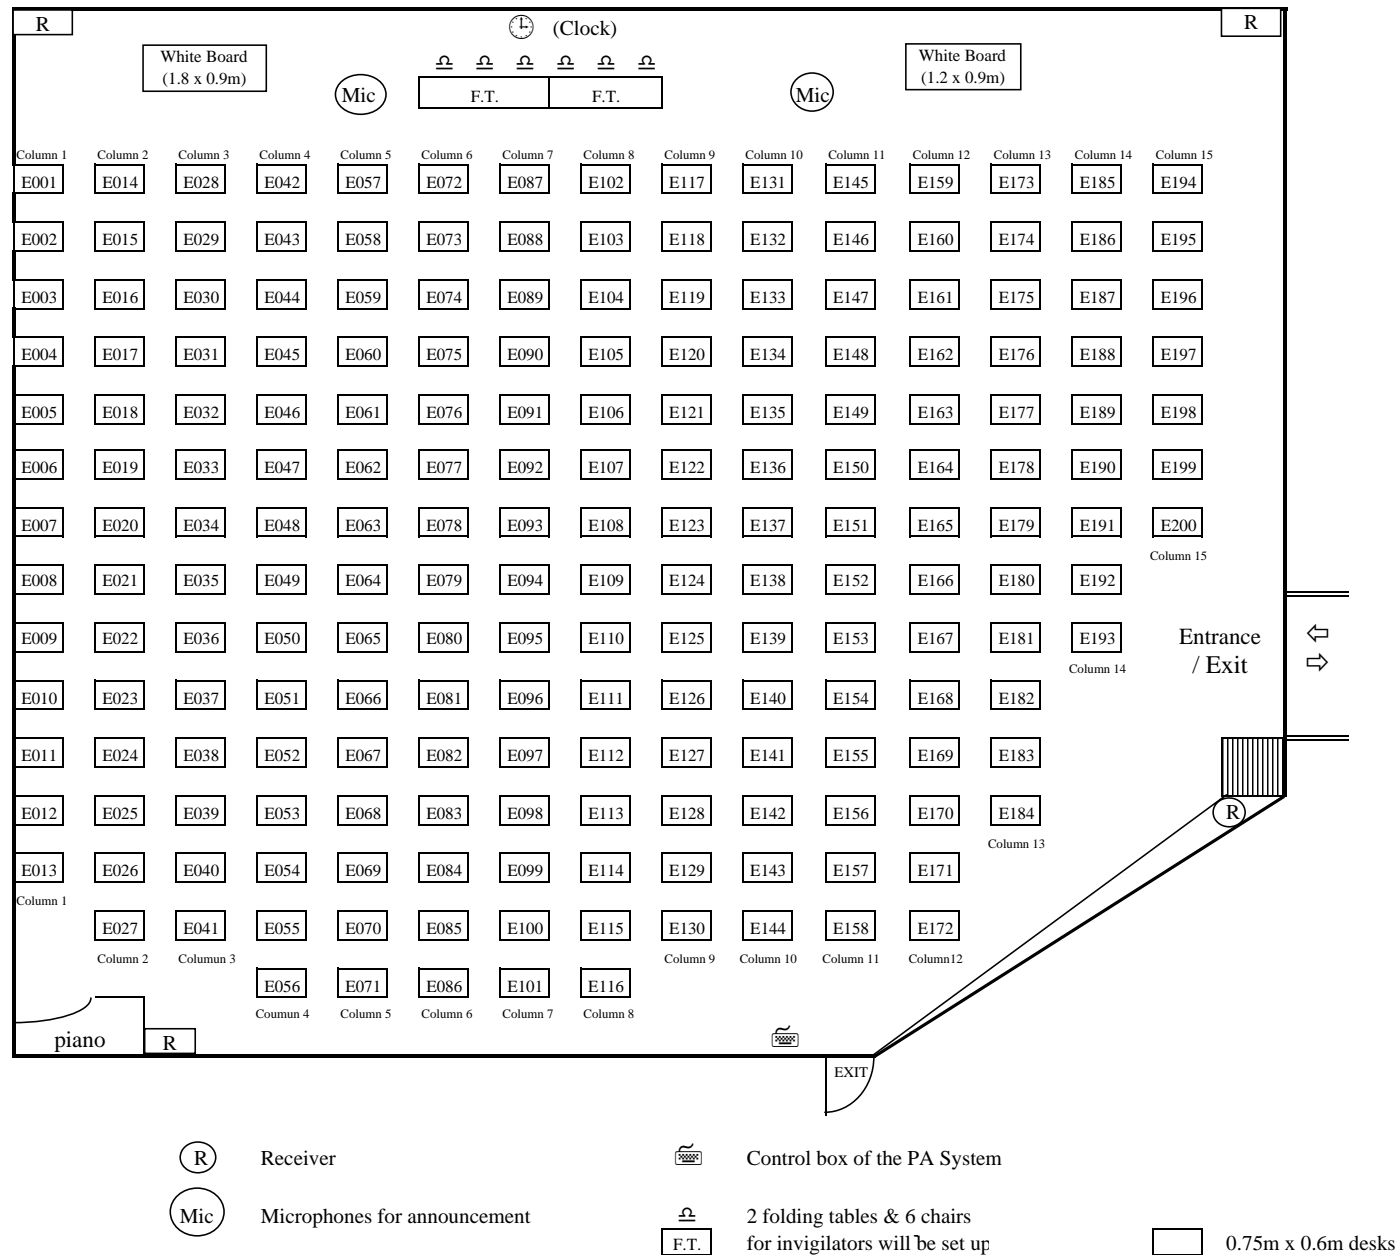 R (Clock) R
White Board White Board
(1.8 x 0.9m) (1.2 x 0.9m)
Mic F.T. F.T. Mic
Column 1 Column 2 Column 3 Column 4 Column 5 Column 6 Column 7 Column 8 Column 9 Column 10 Column 11 Column 12 Column 13 Column 14 Column 15
E001 E014 E028 E042 E057 E072 E087 E102 E117 E131 E145 E159 E173 E185 E194
E002 E015 E029 E043 E058 E073 E088 E103 E118 E132 E146 E160 E174 E186 E195
E003 E016 E030 E044 E059 E074 E089 E104 E119 E133 E147 E161 E175 E187 E196
E004 E017 E031 E045 E060 E075 E090 E105 E120 E134 E148 E162 E176 E188 E197
E005 E018 E032 E046 E061 E076 E091 E106 E121 E135 E149 E163 E177 E189 E198
E006 E019 E033 E047 E062 E077 E092 E107 E122 E136 E150 E164 E178 E190 E199
E007 E020 E034 E048 E063 E078 E093 E108 E123 E137 E151 E165 E179 E191 E200
Column 15
E008 E021 E035 E049 E064 E079 E094 E109 E124 E138 E152 E166 E180 E192
E009 E022 E036 E050 E065 E080 E095 E110 E125 E139 E153 E167 E181 E193 Entrance
Column 14 / Exit
E010 E023 E037 E051 E066 E081 E096 E111 E126 E140 E154 E168 E182
E011 E024 E038 E052 E067 E082 E097 E112 E127 E141 E155 E169 E183
E012 E025 E039 E053 E068 E083 E098 E113 E128 E142 E156 E170 E184 R
Column 13
E013 E026 E040 E054 E069 E084 E099 E114 E129 E143 E157 E171
Column 1
E027 E041 E055 E070 E085 E100 E115 E130 E144 E158 E172
Column 2 Columun 3 Column 9 Column 10 Column 11 Column12
E056 E071 E086 E101 E116
Coumun 4 Column 5 Column 6 Column 7 Column 8
piano R
EXIT
R Receiver Control box of the PA System
Mic Microphones for announcement 2 folding tables & 6 chairs
F.T. for invigilators will be set up 0.75m x 0.6m desks